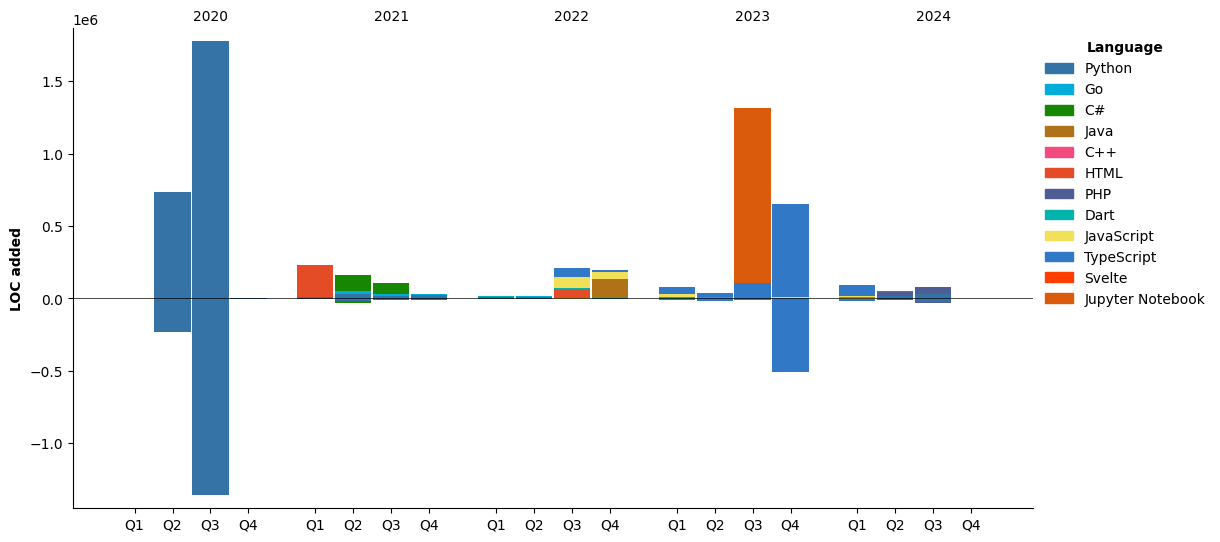 1e6
2020 2021 2022 2023 2024
LOC added
1.5
1.0
0.5
0.0
−0.5
−1.0
Q1 Q2 Q3 Q4 Q1 Q2 Q3 Q4 Q1 Q2 Q3 Q4 Q1 Q2 Q3 Q4 Q1 Q2 Q3 Q4
Language
Python
Go
C#
Java
C++
HTML
PHP
Dart
JavaScript
TypeScript
Svelte
Jupyter Notebook